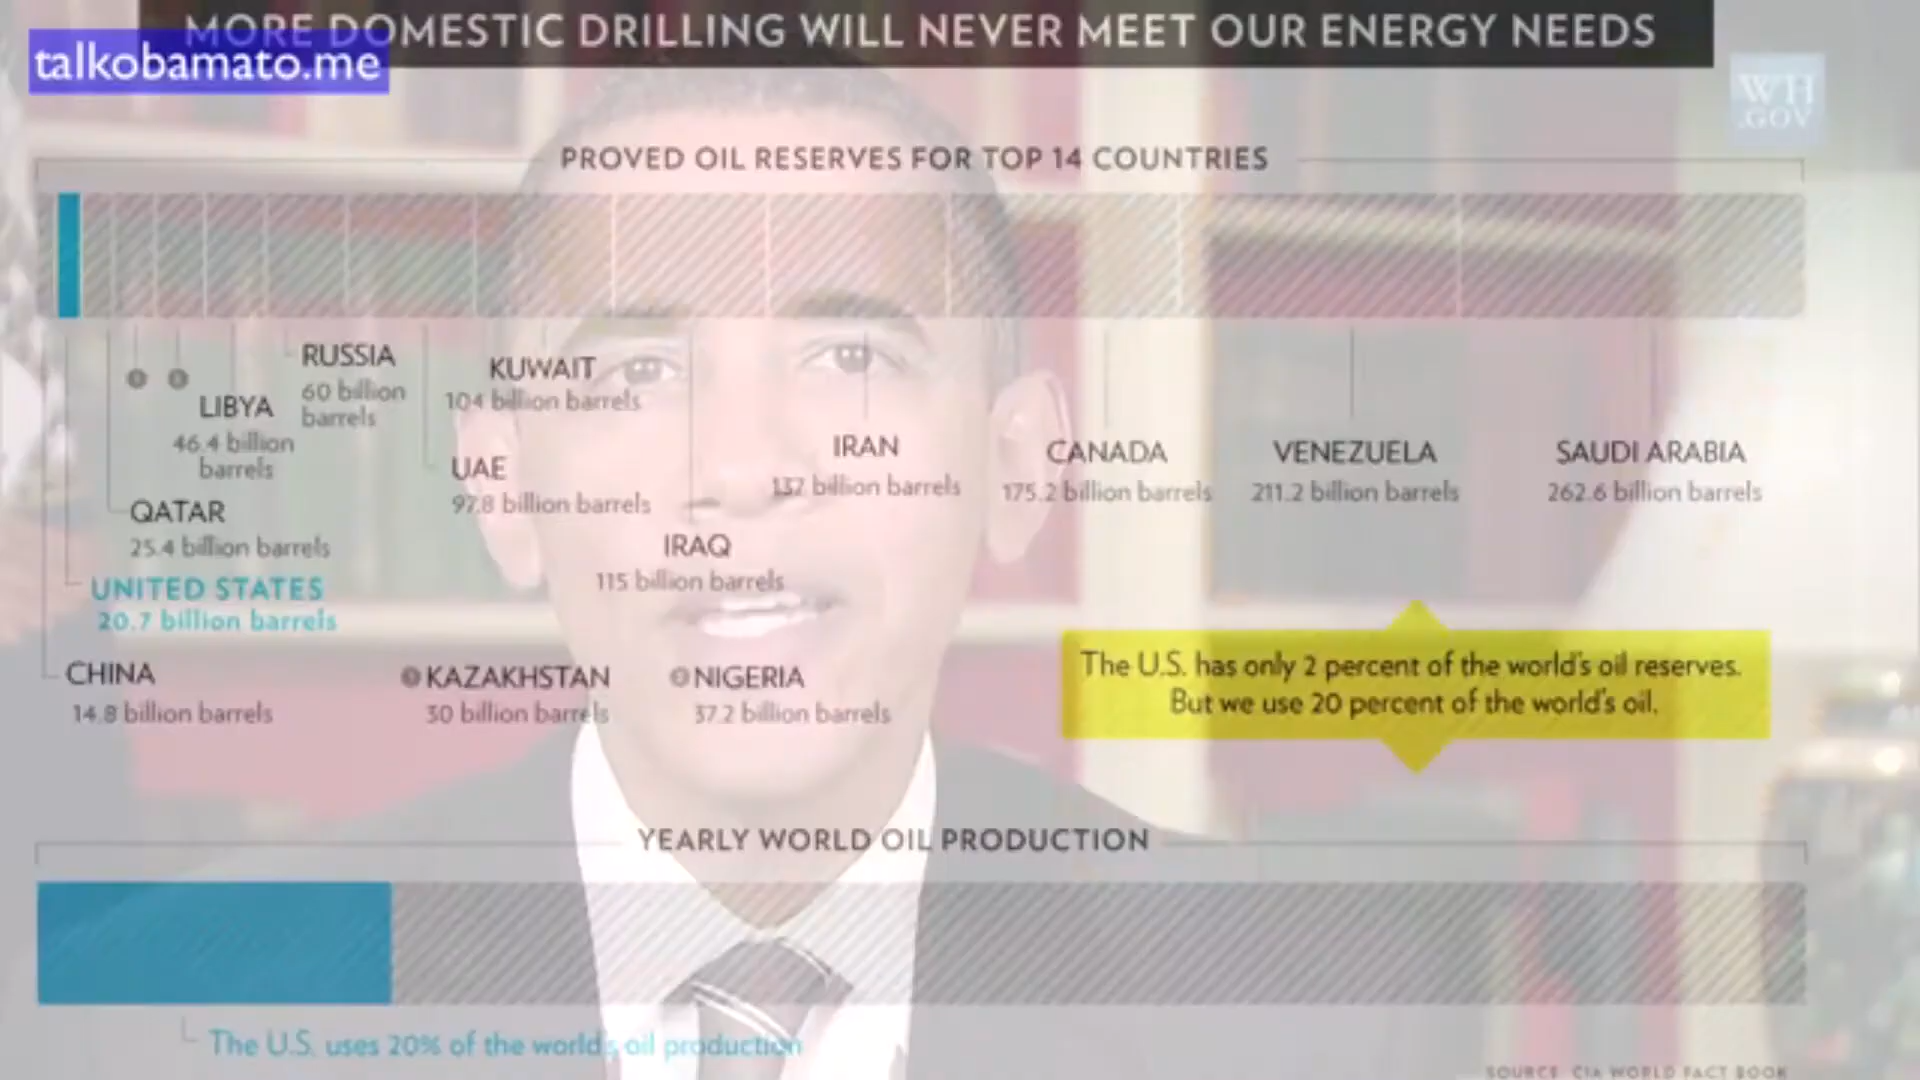 MORE DOMESTIC DRILLING WILL NEVER MEET OUR ENERGY NEEDS
talkobamato.me
WH
.GOV
PROVED OIL RESERVES FOR TOP 14 COUNTRIES
RUSSIA
60 billion
barrels
KUWAIT
104 billion barrels
LIBYA
46.4 billion
barrels
IRAN
137 billion barrels
CANADA
175.2 billion barrels
VENEZUELA
211.2 billion barrels
SAUDI ARABIA
262.6 billion barrels
UAE
97.8 billion barrels
QATAR
25.4 billion barrels
IRAQ
115 billion barrels
UNITED STATES
20.7 billion barrels
CHINA
14.8 billion barrels
KAZAKHSTAN
30 billion barrels
NIGERIA
37.2 billion barrels
The U.S. has only 2 percent of the world's oil reserves.
But we use 20 percent of the world's oil.
YEARLY WORLD OIL PRODUCTION
The U.S. uses 20% of the worlds oil production
SOURCE: CIA WORLD FACT BOOK